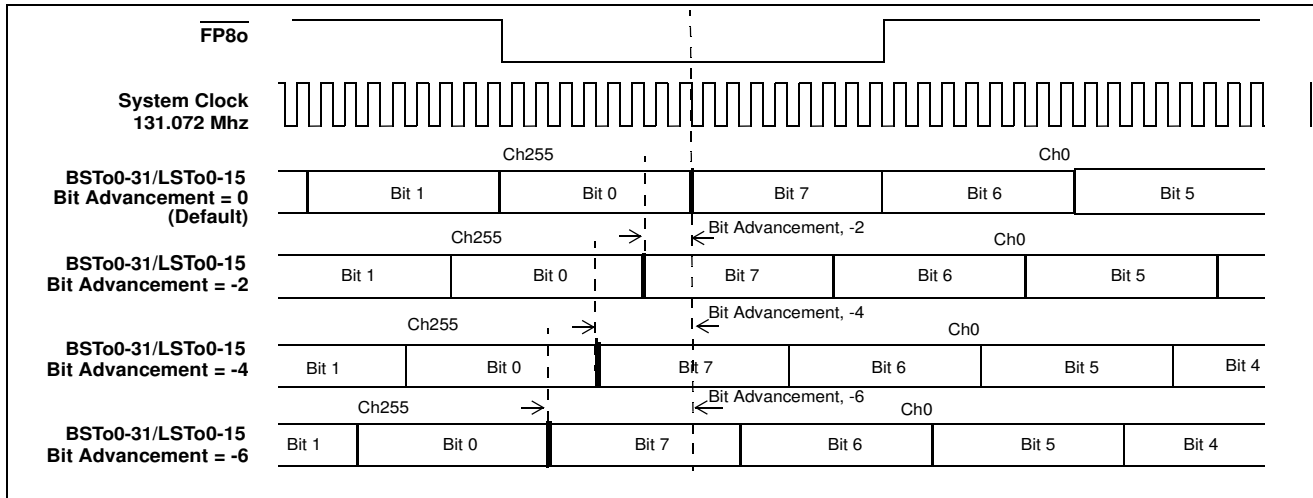 FP8o
System Clock
131.072 Mhz
Ch255
Ch0
BSTo0-31/LSTo0-15
Bit Advancement = 0
(Default)
Bit 1
Bit 0
Bit 7
Bit 6
Bit 5
Ch255
Bit Advancement, -2
Ch0
BSTo0-31/LSTo0-15
Bit Advancement = -2
Bit 1
Bit 0
Bit 7
Bit 6
Bit 5
Ch255
Bit Advancement, -4
Ch0
BSTo0-31/LSTo0-15
Bit Advancement = -4
Bit 1
Bit 0
Bit 7
Bit 6
Bit 5
Bit 4
Ch255
Bit Advancement, -6
Ch0
BSTo0-31/LSTo0-15
Bit Advancement = -6
Bit 1
Bit 0
Bit 7
Bit 6
Bit 5
Bit 4